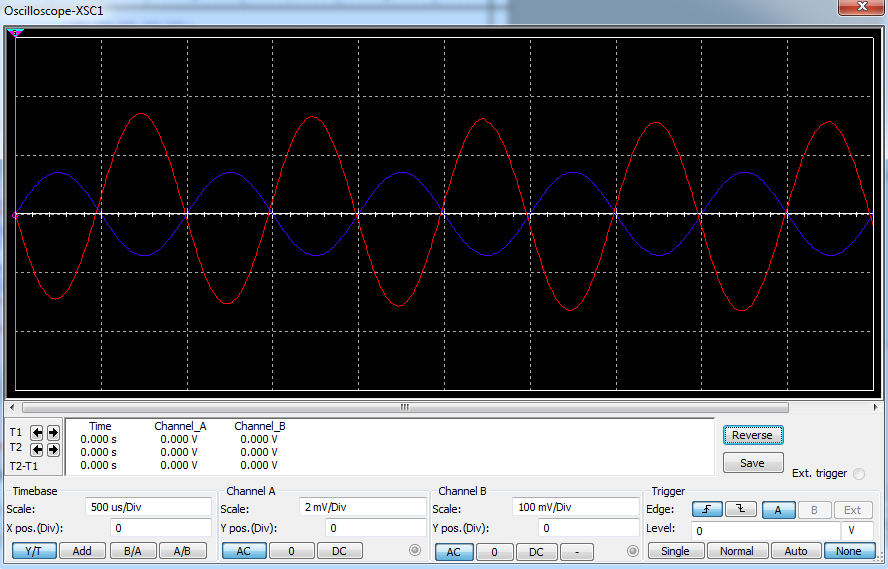 Oscilloscope-XSC1
Time Channel_A Channel_B
T1 0.000 s 0.000 V 0.000 V
T2 0.000 s 0.000 V 0.000 V
T2-T1 0.000 s 0.000 V 0.000 V
Reverse
Save
Ext. trigger
Timebase
Scale: 500 us/Div
X pos.(Div): 0
Y/T Add B/A A/B
Channel A
Scale: 2 mV/Div
Y pos.(Div): 0
AC 0 DC
Channel B
Scale: 100 mV/Div
Y pos.(Div): 0
AC 0 DC -
Trigger
Edge: A B Ext
Level: 0 V
Single Normal Auto None